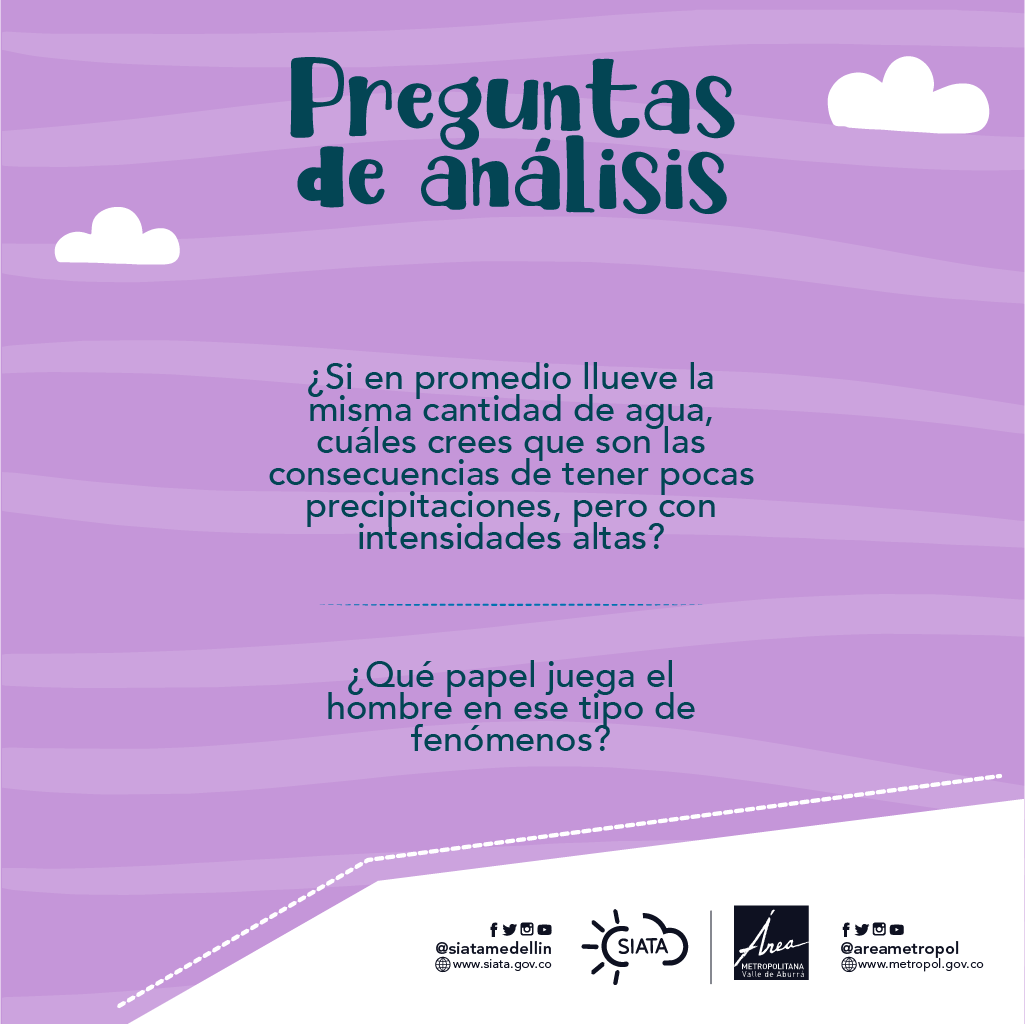 Preguntas
de análisis
¿Si en promedio llueve la
misma cantidad de agua,
cuáles crees que son las
consecuencias de tener pocas
precipitaciones, pero con
intensidades altas?
¿Qué papel juega el
hombre en ese tipo de
fenómenos?
@siatamedellin
www.siata.gov.co
SIATA
Área
METROPOLITANA
Valle de Aburrá
@areametropol
www.metropol.gov.co